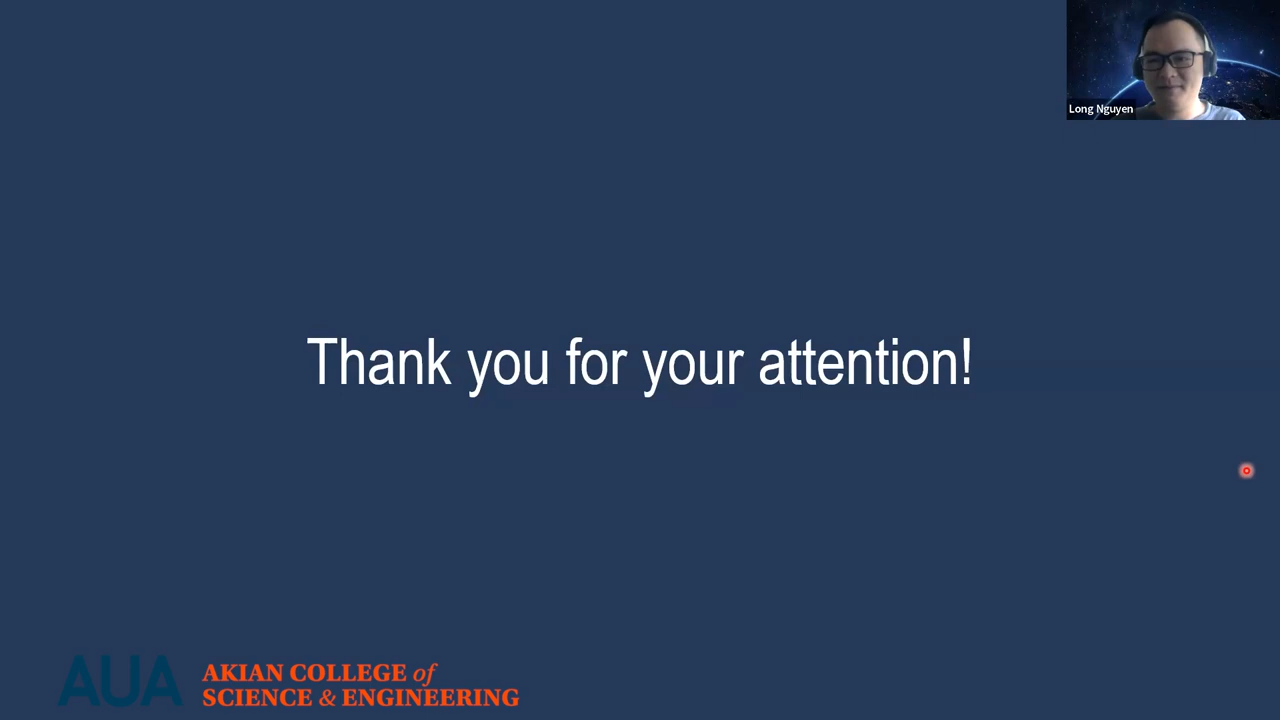 Long Nguyen
Thank you for your attention!
AUA
AKIAN COLLEGE of
SCIENCE & ENGINEERING